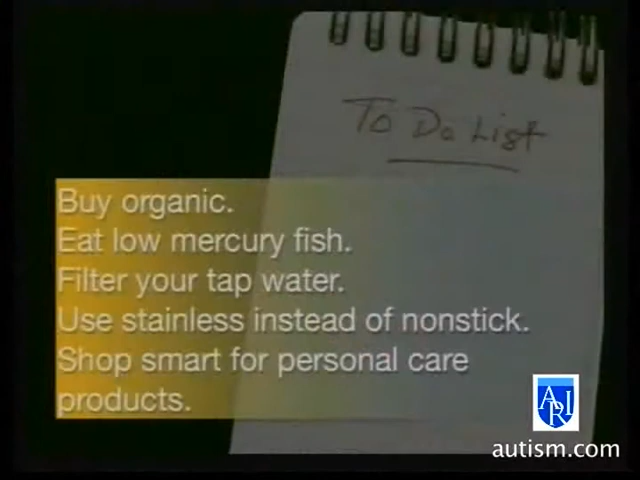 To Do List
Buy organic.
Eat low mercury fish.
Filter your tap water.
Use stainless instead of nonstick.
Shop smart for personal care
products.
ARI
autism.com